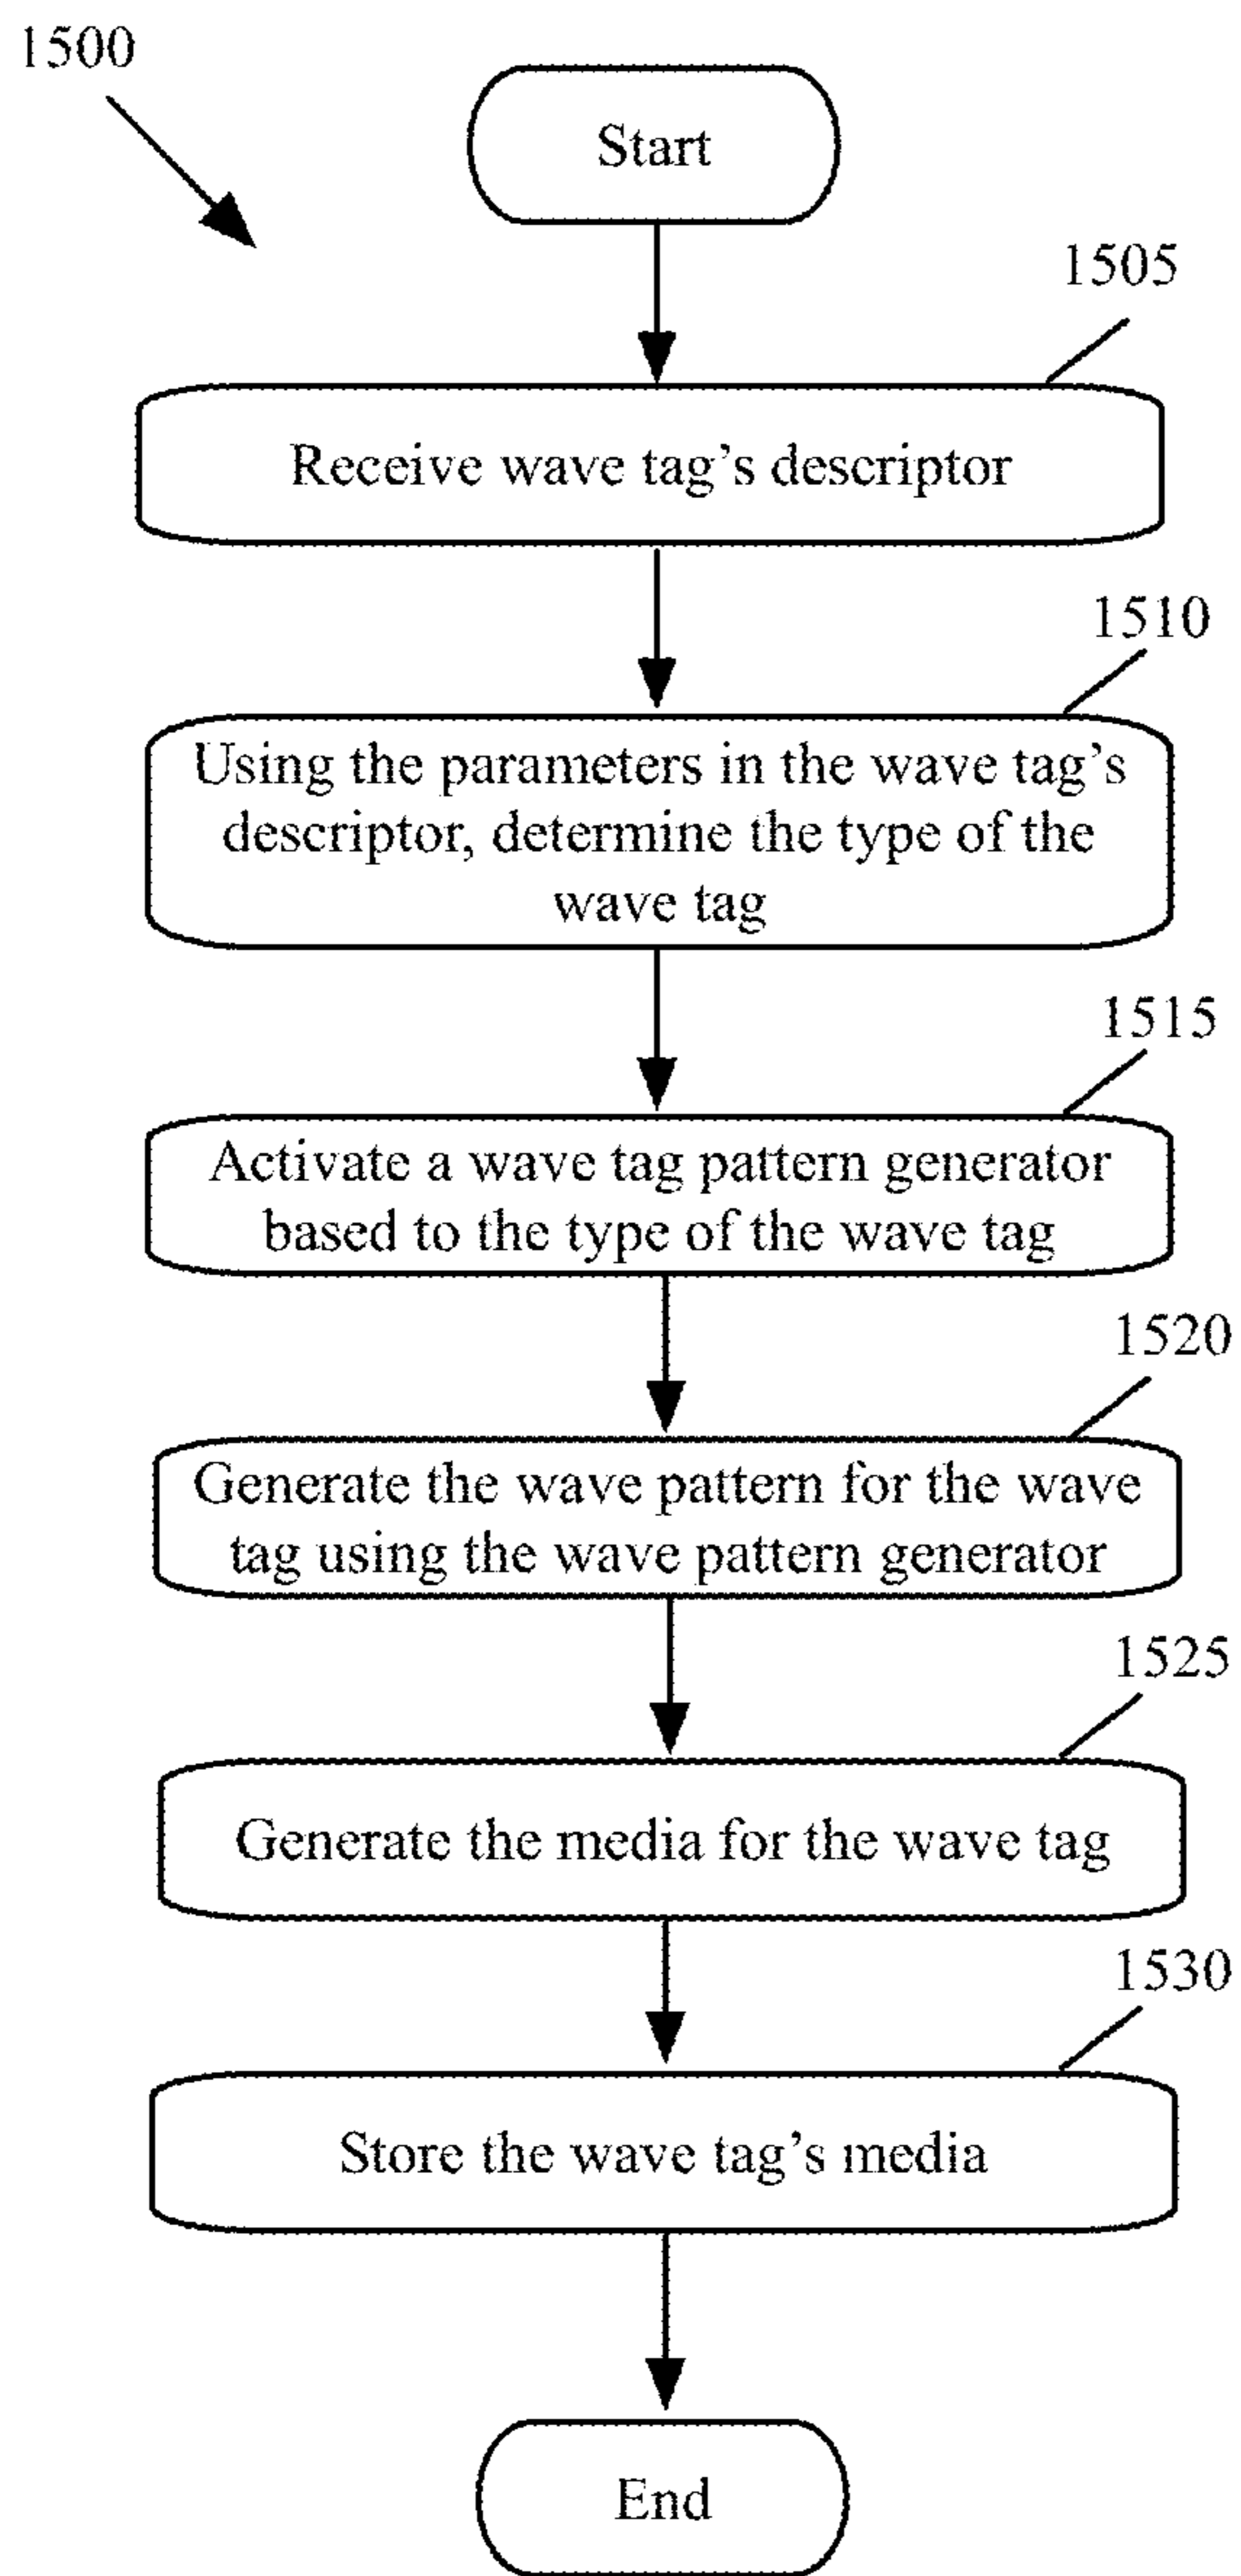 1500
Start
1505
Receive wave tag’s descriptor
1510
Using the parameters in the wave tag’s
descriptor, determine the type of the
wave tag
1515
Activate a wave tag pattern generator
based to the type of the wave tag
1520
Generate the wave pattern for the wave
tag using the wave pattern generator
1525
Generate the media for the wave tag
1530
Store the wave tag’s media
End